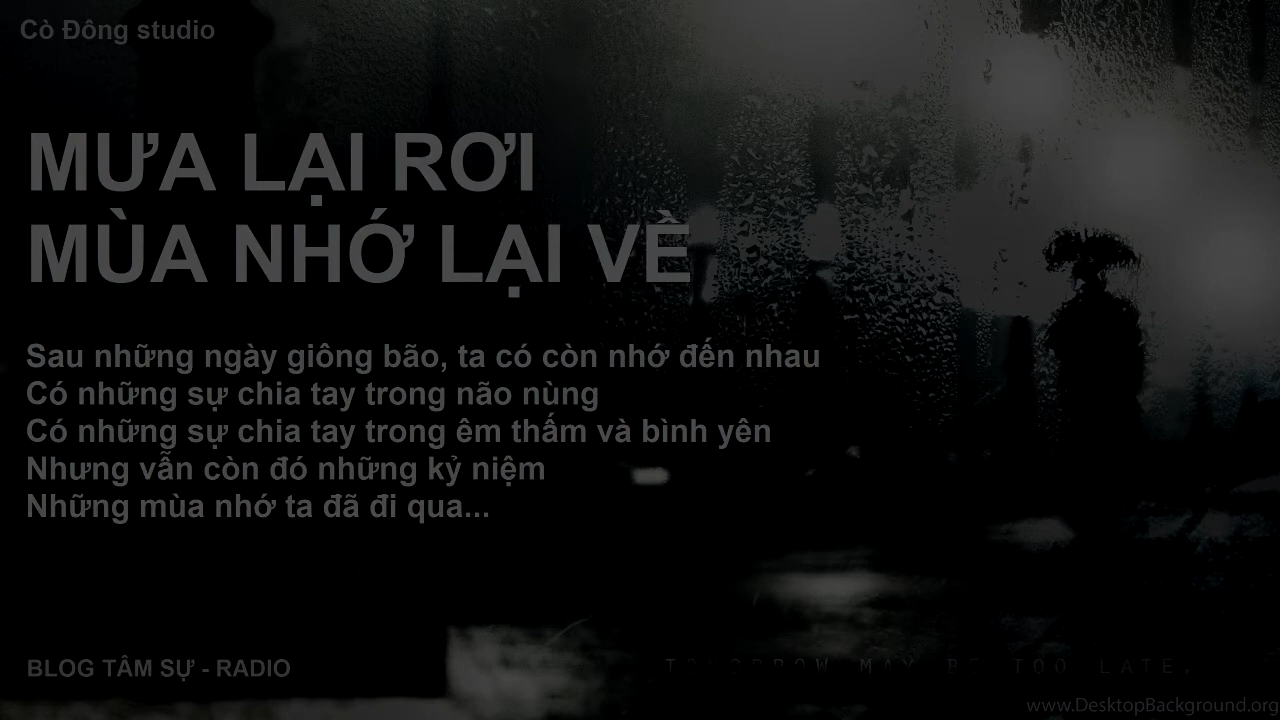 Cò Đông studio
MƯA LẠI RƠI
MÙA NHỚ LẠI VỀ
Sau những ngày giông bão, ta có còn nhớ đến nhau
Có những sự chia tay trong não nùng
Có những sự chia tay trong êm thấm và bình yên
Nhưng vẫn còn đó những kỷ niệm
Những mùa nhớ ta đã đi qua...
BLOG TÂM SỰ - RADIO
TOMORROW MAY BE TOO LATE.
www.DesktopBackground.org